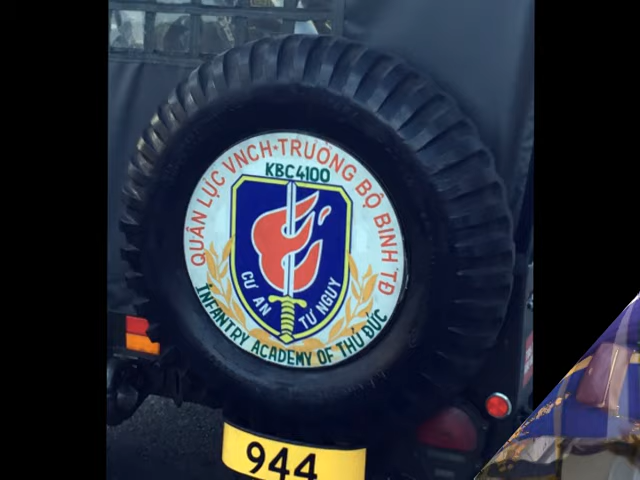 QUÂN LỰC VNCH★TRƯỜNG BỘ BINH TĐ
KBC4100
CƯ AN TƯ NGUY
INFANTRY ACADEMY OF THỦ ĐỨC
944